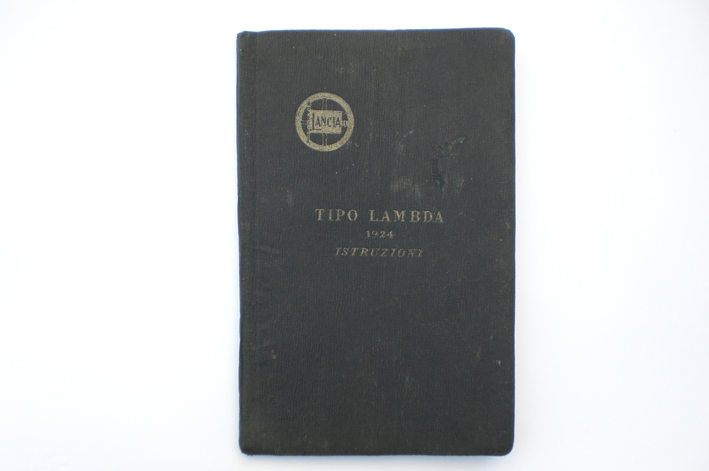 LANCIA
TIPO LAMBDA
1924
ISTRUZIONI